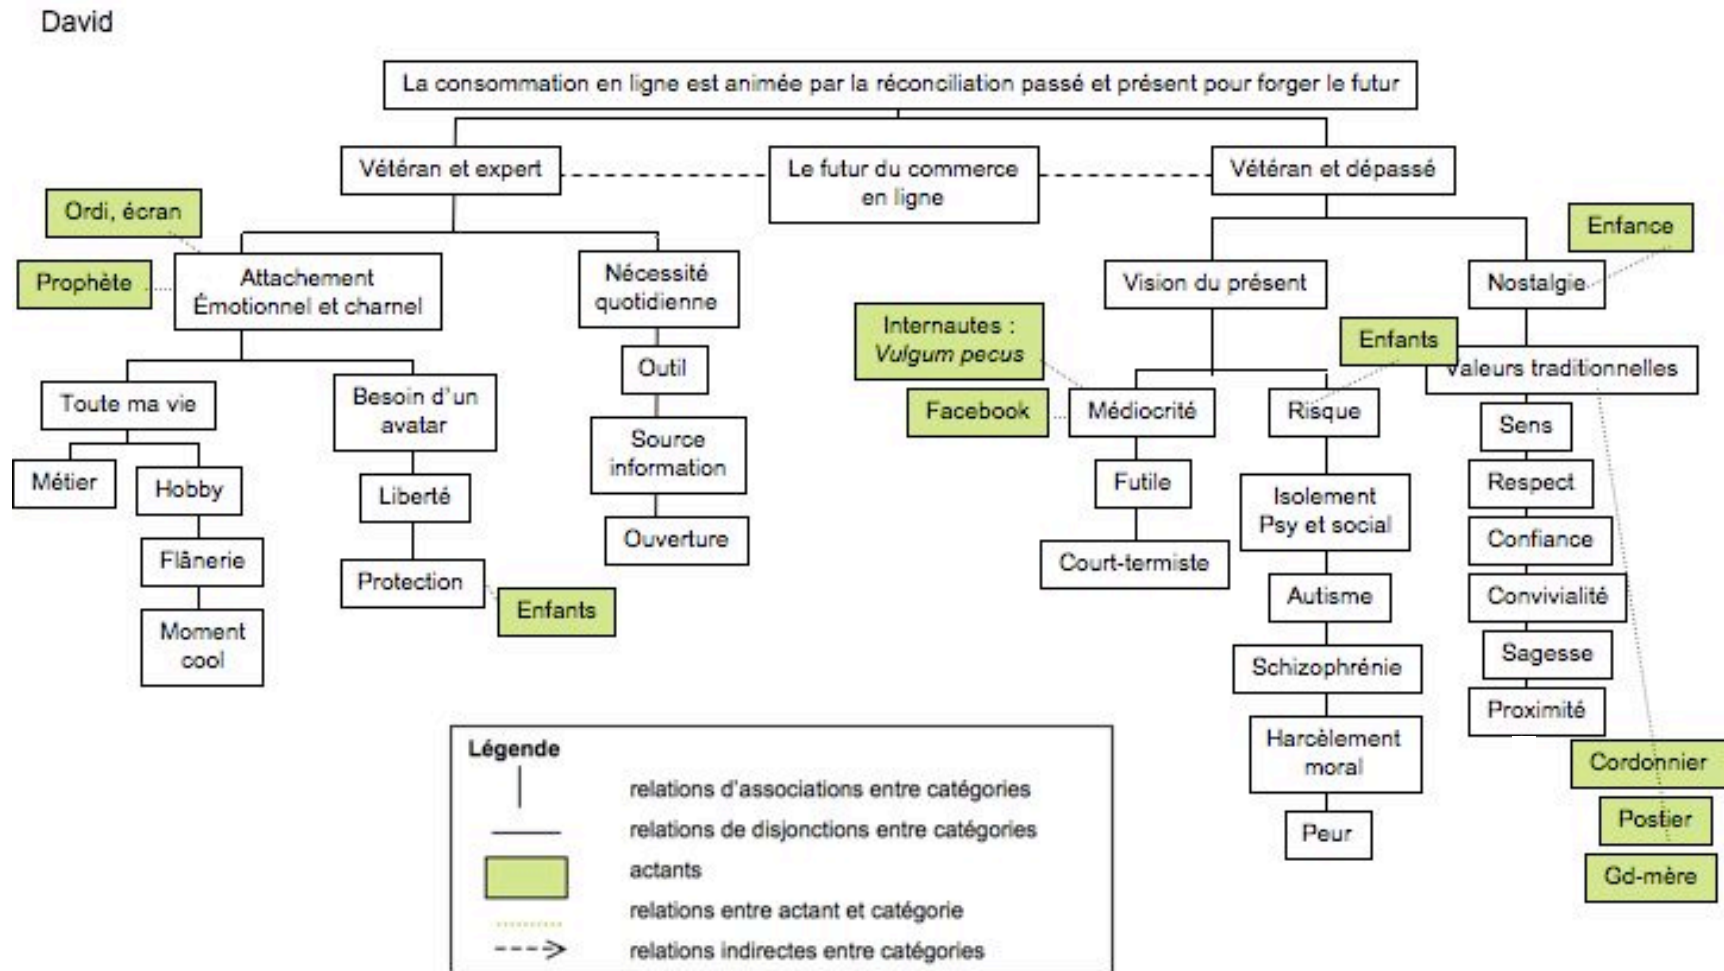 David
La consommation en ligne est animée par la réconciliation passé et présent pour forger le futur
Vétéran et expert
Le futur du commerce
en ligne
Vétéran et dépassé
Ordi, écran
Prophète
Attachement
Émotionnel et charnel
Nécessité
quotidienne
Vision du présent
Nostalgie
Enfance
Toute ma vie
Métier
Hobby
Flânerie
Moment
cool
Besoin d'un
avatar
Liberté
Protection
Enfants
Outil
Source
information
Ouverture
Internautes :
Vulgum pecus
Facebook
Médiocrité
Futile
Court-termiste
Enfants
Risque
Isolement
Psy et social
Autisme
Schizophrénie
Harcèlement
moral
Peur
Valeurs traditionnelles
Sens
Respect
Confiance
Convivialité
Sagesse
Proximité
Cordonnier
Postier
Gd-mère
Légende
relations d'associations entre catégories
relations de disjonctions entre catégories
actants
relations entre actant et catégorie
relations indirectes entre catégories